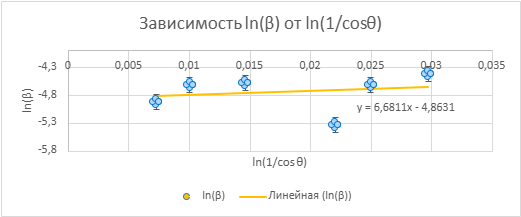 Зависимость ln(β) от ln(1/cosθ)
-4,3
0 0,005 0,01 0,015 0,02 0,025 0,03 0,035
-4,8
-5,3
-5,8
ln(β)
y = 6,6811x - 4,8631
ln(1/cosθ)
ln(β) Линейная (ln(β))